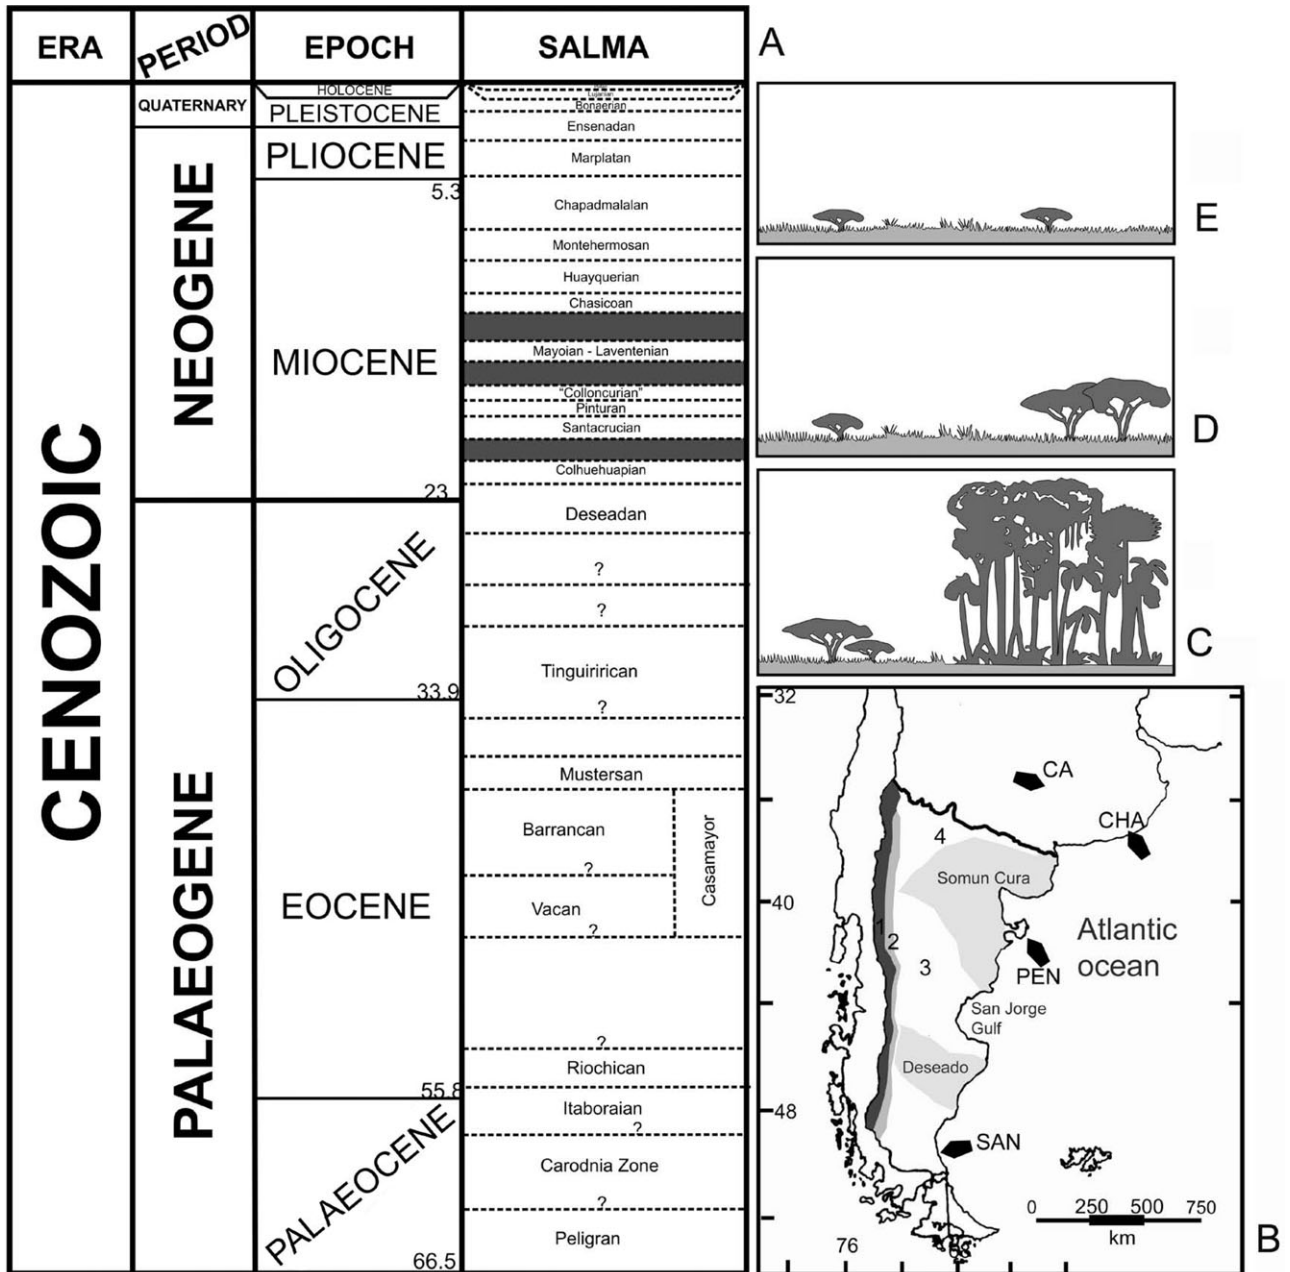 ERA
PERIOD
EPOCH
SALMA
A
CENOZOIC
QUATERNARY
NEOGENE
PALAEOGENE
HOLOCENE
PLEISTOCENE
PLIOCENE
5.3
MIOCENE
23
OLIGOCENE
33.9
EOCENE
55.8
PALAEOCENE
66.5
Lujanian
Bonaerian
Ensenadan
Marplatan
Chapadmalalan
Montehermosan
Huayquerian
Chasicoan
Mayoian - Laventenian
"Colloncurian"
Pinturan
Santacrucian
Colhuehuapian
Deseadan
?
?
Tinguirirican
?
Mustersan
Barrancan
?
Casamayor
Vacan
?
?
Riochican
Itaboraian
?
Carodnia Zone
?
Peligran
E
D
C
32
CA
CHA
4
Somun Cura
40
1
2
3
Atlantic
ocean
PEN
San Jorge
Gulf
Deseado
48
SAN
0 250 500 750
km
76
B